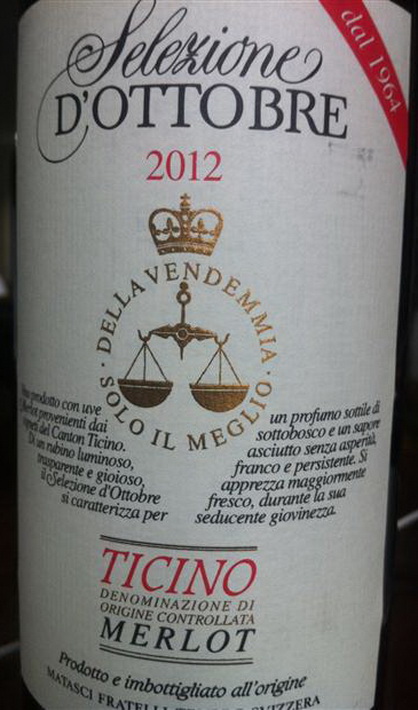 Selezione
D'OTTOBRE
dal 1964
2012
DELLA VENDEMMIA
SOLO IL MEGLIO
prodotto con uve
Merlot provenienti dai
vigneti del Canton Ticino.
Di un rubino luminoso,
trasparente e gioioso,
il Selezione d'Ottobre
si caratterizza per
un profumo sottile di
sottobosco e un sapore
asciutto senza asperità,
franco e persistente. Si
apprezza maggiormente
fresco, durante la sua
seducente giovinezza.
TICINO
DENOMINAZIONE DI
ORIGINE CONTROLLATA
MERLOT
Prodotto e imbottigliato all'origine
MATASCI FRATELLI SVIZZERA